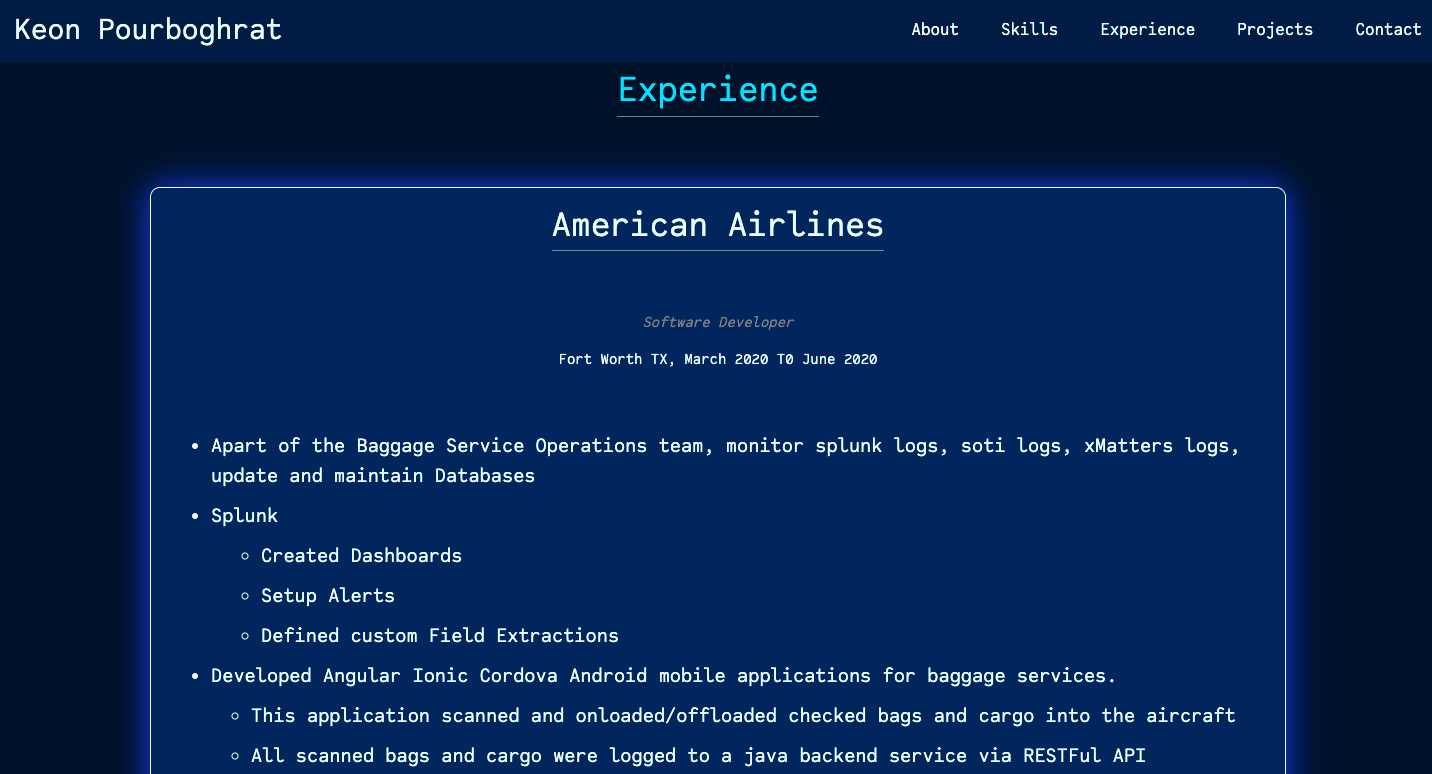 Keon Pourboghrat
About Skills Experience Projects Contact
Experience
American Airlines
Software Developer
Fort Worth TX, March 2020 T0 June 2020
• Apart of the Baggage Service Operations team, monitor splunk logs, soti logs, xMatters logs,
update and maintain Databases
• Splunk
◦ Created Dashboards
◦ Setup Alerts
◦ Defined custom Field Extractions
• Developed Angular Ionic Cordova Android mobile applications for baggage services.
◦ This application scanned and onloaded/offloaded checked bags and cargo into the aircraft
◦ All scanned bags and cargo were logged to a java backend service via RESTFul API